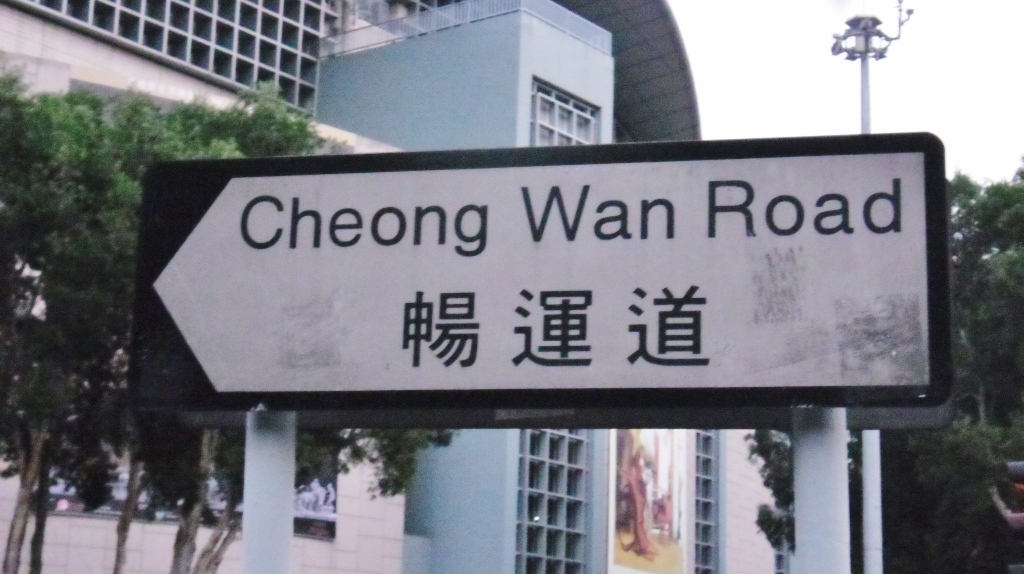 Cheong Wan Road
暢運道